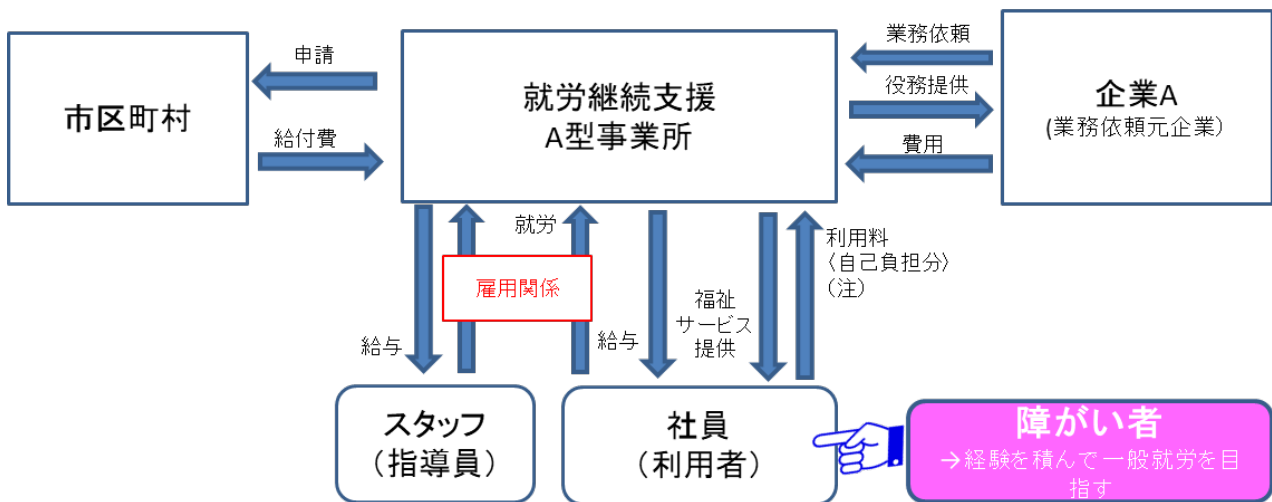 市区町村
申請
給付費
就労継続支援
A型事業所
業務依頼
役務提供
費用
企業A
(業務依頼元企業)
就労
雇用関係
給与
給与
福祉
サービス
提供
利用料
〈自己負担分〉
(注)
スタッフ
（指導員）
社員
（利用者）
障がい者
→経験を積んで一般就労を目
指す